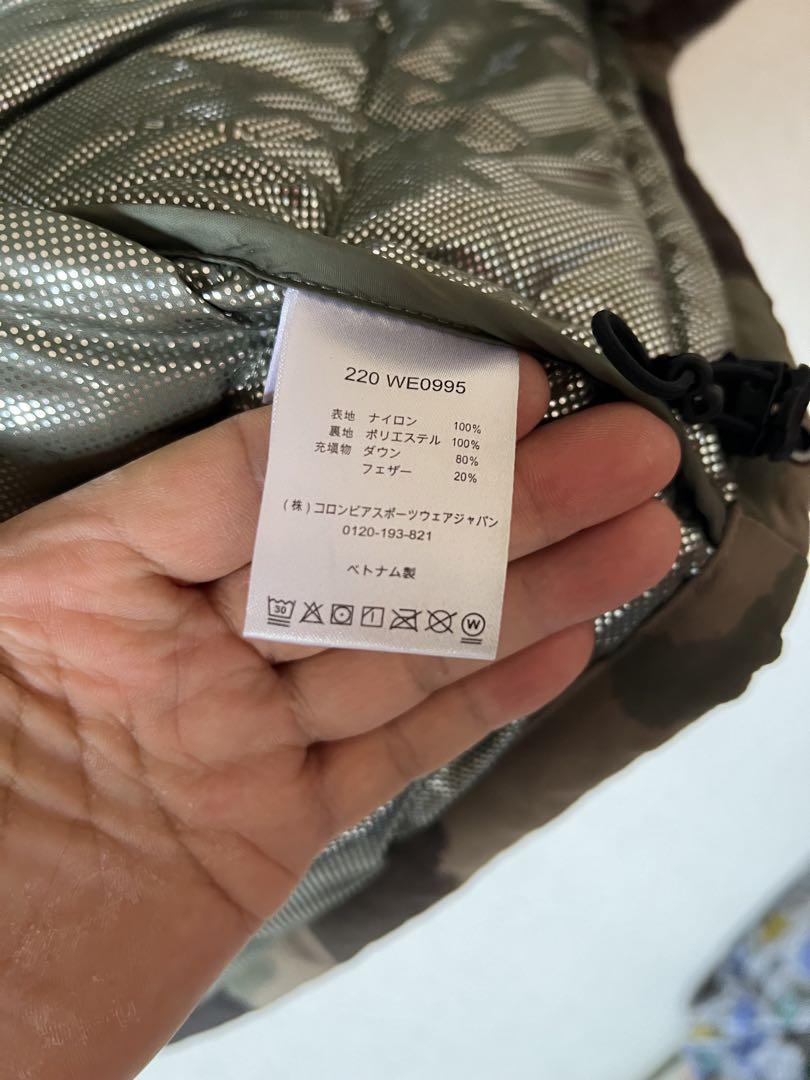 220 WE0995
表地 ナイロン 100%
裏地 ポリエステル 100%
充塡物 ダウン 80%
フェザー 20%
(株)コロンビアスポーツウェアジャパン
0120-193-821
ベトナム製
30 W